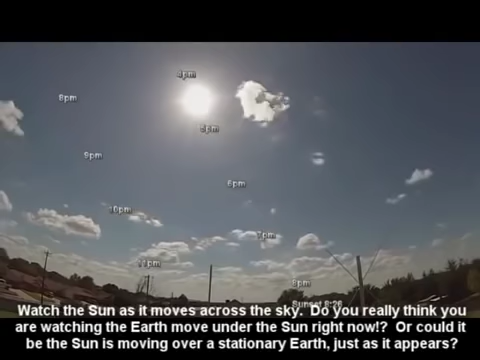 4pm
8pm
5pm
9pm
6pm
10pm
7pm
11pm
8pm
Sunset 8:26
Watch the Sun as it moves across the sky. Do you really think you
are watching the Earth move under the Sun right now!? Or could it
be the Sun is moving over a stationary Earth, just as it appears?